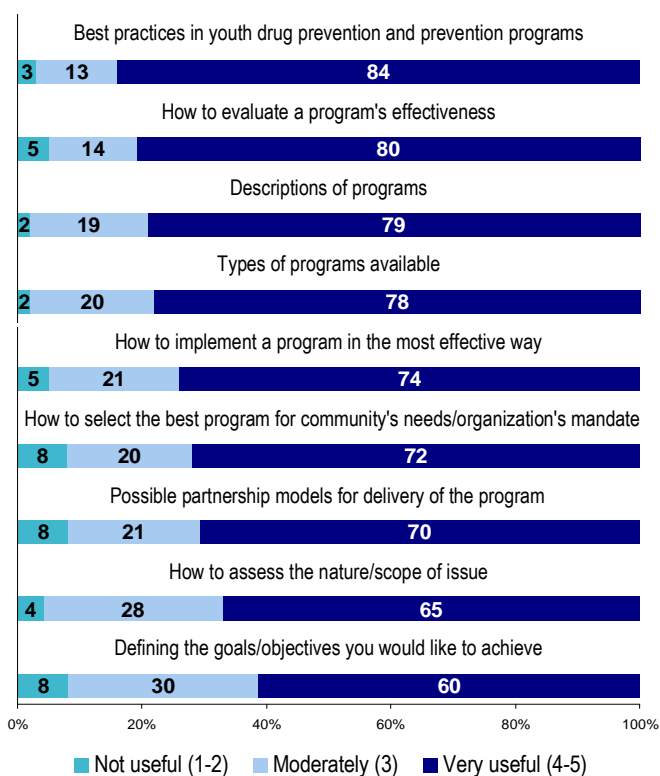 Best practices in youth drug prevention and prevention programs
3 13 84
How to evaluate a program's effectiveness
5 14 80
Descriptions of programs
2 19 79
Types of programs available
2 20 78
How to implement a program in the most effective way
5 21 74
How to select the best program for community's needs/organization's mandate
8 20 72
Possible partnership models for delivery of the program
8 21 70
How to assess the nature/scope of issue
4 28 65
Defining the goals/objectives you would like to achieve
8 30 60
0% 20% 40% 60% 80% 100%
Not useful (1-2) Moderately (3) Very useful (4-5)